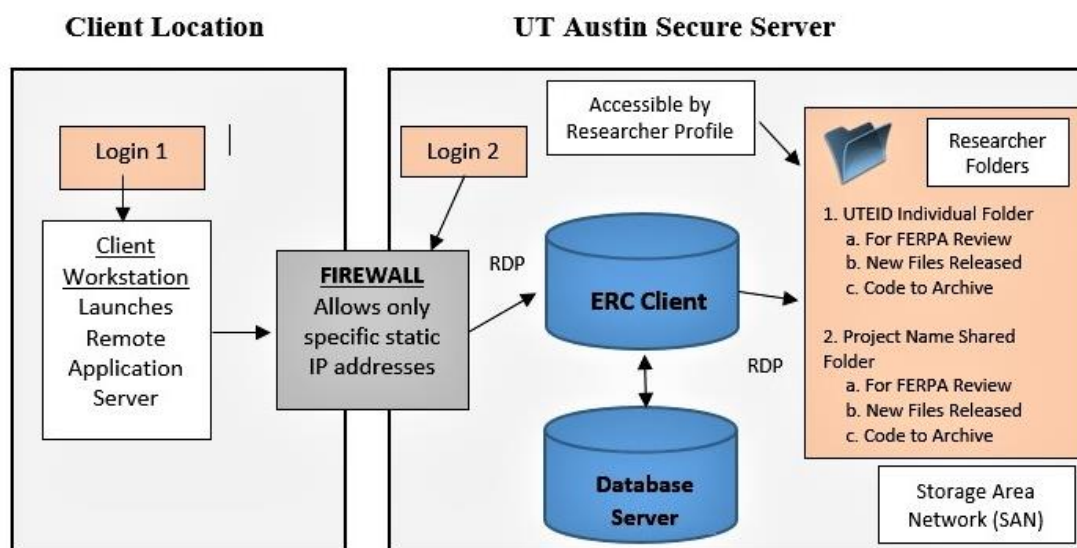 Client Location
UT Austin Secure Server
Login 1
Client
Workstation
Launches
Remote
Application
Server
Login 2
FIREWALL
Allows only
specific static
IP addresses
RDP
ERC Client
RDP
Database
Server
Accessible by
Researcher Profile
Researcher
Folders
1. UTEID Individual Folder
a. For FERPA Review
b. New Files Released
c. Code to Archive
2. Project Name Shared
Folder
a. For FERPA Review
b. New Files Released
c. Code to Archive
Storage Area
Network (SAN)